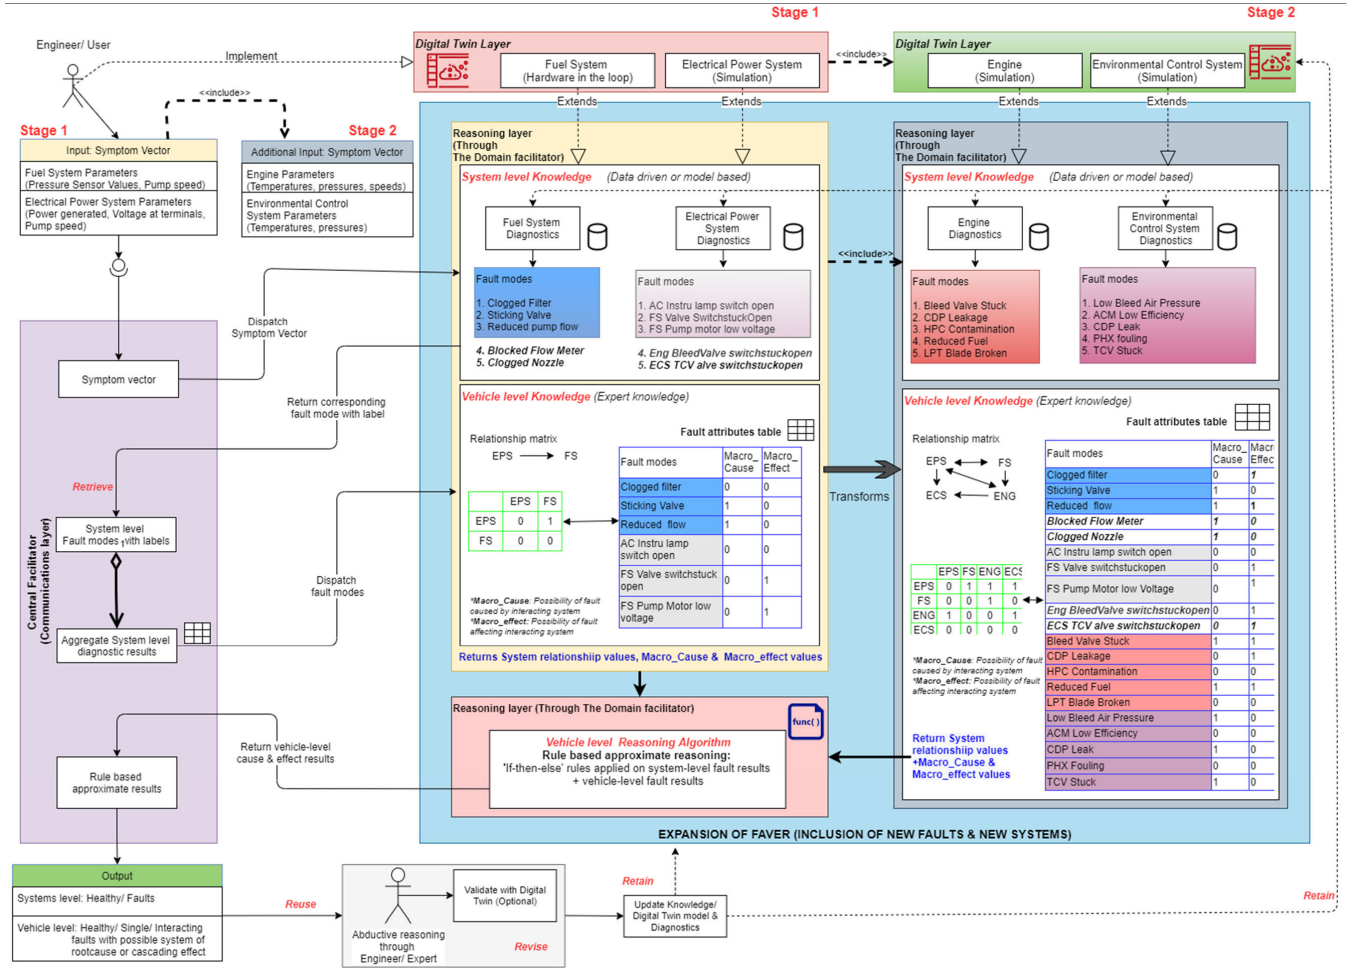 Stage 1
Stage 2
Engineer/ User
Implement
Digital Twin Layer
Fuel System
(Hardware in the loop)
Electrical Power System
(Simulation)
<<include>>
Digital Twin Layer
Engine
(Simulation)
Environmental Control System
(Simulation)
Extends
Extends
Extends
Extends
<<include>>
Stage 1
Stage 2
Input: Symptom Vector
Fuel System Parameters
(Pressure Sensor Values, Pump speed)
Electrical Power System Parameters
(Power generated, Voltage at terminals,
Pump speed)
Additional Input: Symptom Vector
Engine Parameters
(Temperatures, pressures, speeds)
Environmental Control
System Parameters
(Temperatures, pressures)
Reasoning layer
(Through
The Domain facilitator)
System level Knowledge (Data driven or model based)
Fuel System
Diagnostics
Electrical Power
System
Diagnostics
Fault modes
1. Clogged Filter
2. Sticking Valve
3. Reduced pump flow
4. Blocked Flow Meter
5. Clogged Nozzle
Fault modes
1. AC Instru lamp switch open
2. FS Valve SwitchstuckOpen
3. FS Pump motor low voltage
4. Eng BleedValve switchstuckopen
5. ECS TCV alve switchstuckopen
<<include>>
Reasoning layer
(Through
The Domain facilitator)
System level Knowledge (Data driven or model based)
Engine
Diagnostics
Environmental
Control System
Diagnostics
Fault modes
1. Bleed Valve Stuck
2. CDP Leakage
3. HPC Contamination
4. Reduced Fuel
5. LPT Blade Broken
Fault modes
1. Low Bleed Air Pressure
2. ACM Low Efficiency
3. CDP Leak
4. PHX fouling
5. TCV Stuck
Dispatch
Symptom Vector
Symptom vector
Return corresponding
fault mode with label
Retrieve
System level
Fault modes with labels
1
Central Facilitator
(Communications layer)
Dispatch
fault modes
Aggregate System level
diagnostic results
Return vehicle-level
cause & effect results
Rule based
approximate results
Vehicle level Knowledge (Expert knowledge)
Fault attributes table
Relationship matrix
EPS FS
EPS FS
EPS 0 1
FS 0 0
Fault modes Macro_ Cause Macro_ Effect
Clogged filter 0 0
Sticking Valve 1 0
Reduced flow 1 0
AC Instru lamp switch open 0 0
FS Valve switchstuck open 0 1
FS Pump Motor low voltage 0 1
*Macro_Cause: Possibility of fault
caused by interacting system
*Macro_effect: Possibility of fault
affecting interacting system
Returns System relationshiip values, Macro_Cause & Macro_effect values
Transforms
Vehicle level Knowledge (Expert knowledge)
Fault attributes table
Relationship matrix
EPS FS
ECS ENG
EPS FS ENG ECS
EPS 0 1 1 1
FS 0 0 1 0
ENG 0 0 1
ECS 0 0 0
Fault modes Macro_ Cause Macro_ Effec
Clogged filter 0 1
Sticking Valve 1 0
Reduced flow 1 1
Blocked Flow Meter 1 0
Clogged Nozzle 1 0
AC Instru lamp switch open 0 0
FS Valve switchstuckopen 0 1
FS Pump Motor low Voltage 0 1
Eng BleedValve switchstuckopen 0 1
ECS TCV alve switchstuckopen 0 1
Bleed Valve Stuck 1 1
CDP Leakage 0 1
HPC Contamination 0 0
Reduced Fuel 1 1
LPT Blade Broken 0 0
Low Bleed Air Pressure 1 0
ACM Low Efficiency 0 0
CDP Leak 1 0
PHX Fouling 0 0
TCV Stuck 1 0
*Macro_Cause: Possibility of fault
caused by interacting system
*Macro_effect: Possibility of fault
affecting interacting system
Return System
relationshiip values
+Macro_Cause &
Macro_effect values
Reasoning layer (Through The Domain facilitator)
func( )
Vehicle level Reasoning Algorithm
Rule based approximate reasoning:
'If-then-else' rules applied on system-level fault results
+ vehicle-level fault results
EXPANSION OF FAVER (INCLUSION OF NEW FAULTS & NEW SYSTEMS)
Output
Systems level: Healthy/ Faults
Vehicle level: Healthy/ Single/ Interacting
faults with possible system of
rootcause or cascading effect
Reuse
Validate with Digital
Twin (Optional)
Abductive reasoning
through
Engineer/ Expert
Revise
Retain
Update Knowledge/
Digital Twin model &
Diagnostics
Retain